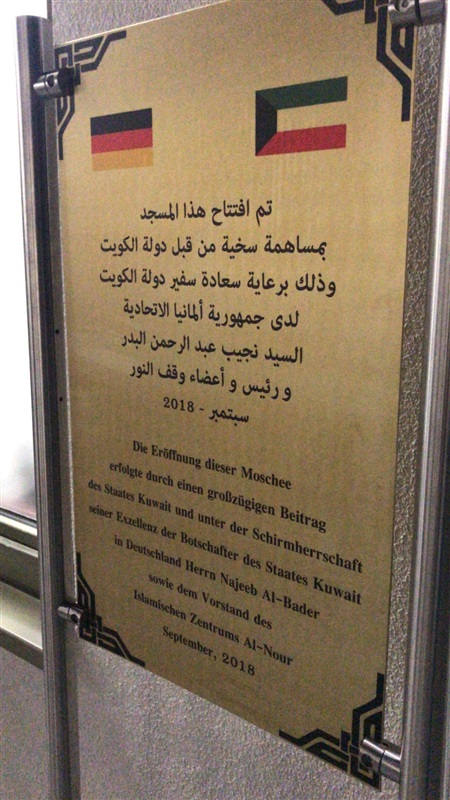 تم افتتاح هذا المسجد
بمساهمة سخية من قبل دولة الكويت
وذلك برعاية سعادة سفير دولة الكويت
لدى جمهورية ألمانيا الاتحادية
السيد نجيب عبد الرحمن البدر
و رئيس و أعضاء وقف النور
سبتمبر - 2018
Die Eröffnung dieser Moschee
erfolgte durch einen großzügigen Beitrag
des Staates Kuwait und unter der Schirmherrschaft
seiner Exzellenz der Botschafter des Staates Kuwait
in Deutschland Herrn Najeeb Al-Bader
sowie dem Vorstand des
Islamischen Zentrums Al-Nour
September, 2018